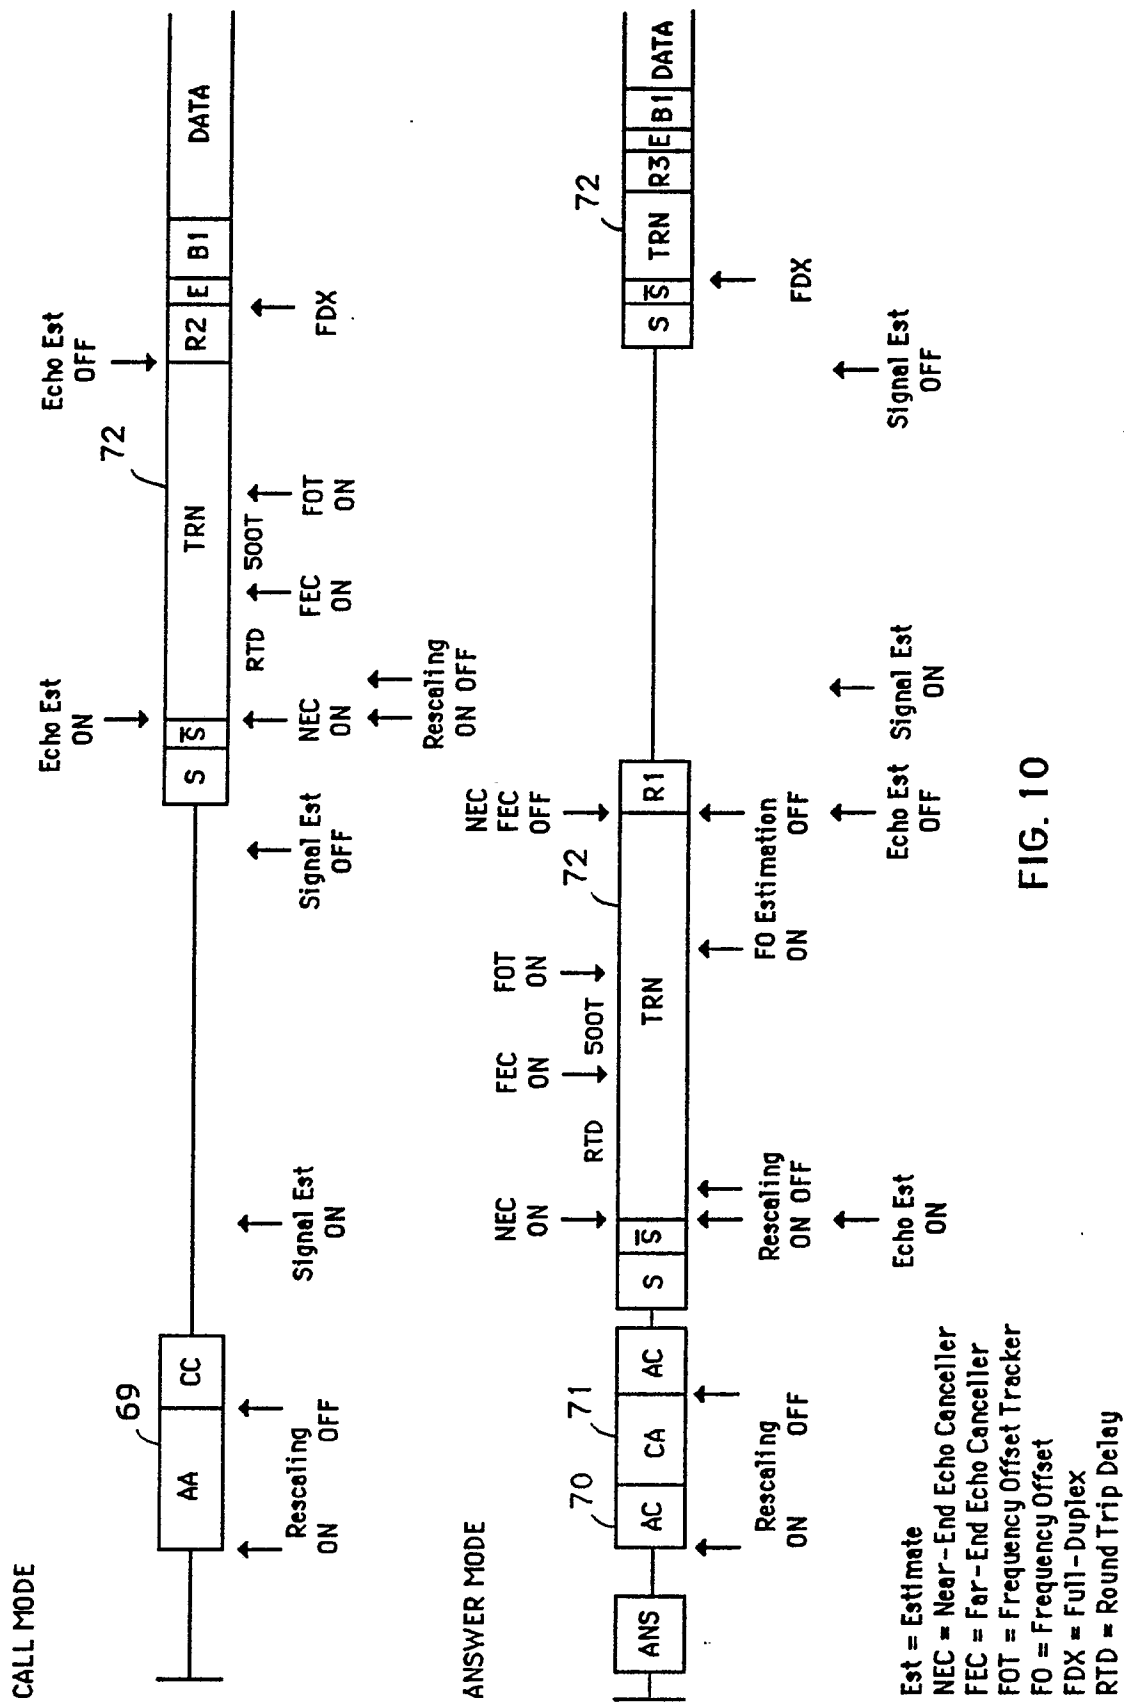 CALL MODE
Echo Est
ON
Echo Est
OFF
69
72
AA
CC
S
S̅
TRN
R2
E
B1
DATA
Rescaling
ON OFF
Signal Est
ON
Signal Est
OFF
NEC
ON
RTD
FEC
ON
500T
FOT
ON
FDX
Rescaling
ON OFF
ANSWER MODE
NEC
ON
RTD
FEC
ON
500T
FOT
ON
NEC
FEC
OFF
70
71
72
72
ANS
AC
CA
AC
S
S̅
TRN
R1
S
S̅
TRN
R3
E
B1
DATA
Rescaling
ON OFF
Rescaling
ON OFF
FO Estimation
ON OFF
FDX
Echo Est
ON
Echo Est
OFF
Signal Est
ON
Signal Est
OFF
Est = Estimate
NEC = Near-End Echo Canceller
FEC = Far-End Echo Canceller
FOT = Frequency Offset Tracker
FO = Frequency Offset
FDX = Full-Duplex
RTD = Round Trip Delay
FIG. 10